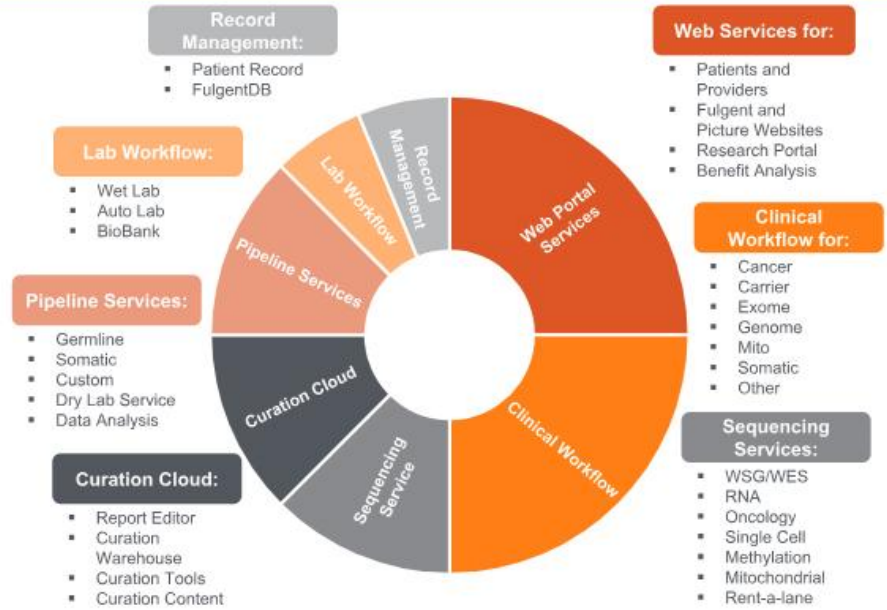 Record
Management:
▪ Patient Record
▪ FulgentDB
Lab Workflow:
▪ Wet Lab
▪ Auto Lab
▪ BioBank
Pipeline Services:
▪ Germline
▪ Somatic
▪ Custom
▪ Dry Lab Service
▪ Data Analysis
Curation Cloud:
▪ Report Editor
▪ Curation
Warehouse
▪ Curation Tools
▪ Curation Content
Record
Management
Lab Workflow
Pipeline Services
Curation Cloud
Sequencing
Service
Clinical Workflow
Web Portal
Services
Web Services for:
▪ Patients and
Providers
▪ Fulgent and
Picture Websites
▪ Research Portal
▪ Benefit Analysis
Clinical
Workflow for:
▪ Cancer
▪ Carrier
▪ Exome
▪ Genome
▪ Mito
▪ Somatic
▪ Other
Sequencing
Services:
▪ WSG/WES
▪ RNA
▪ Oncology
▪ Single Cell
▪ Methylation
▪ Mitochondrial
▪ Rent-a-lane